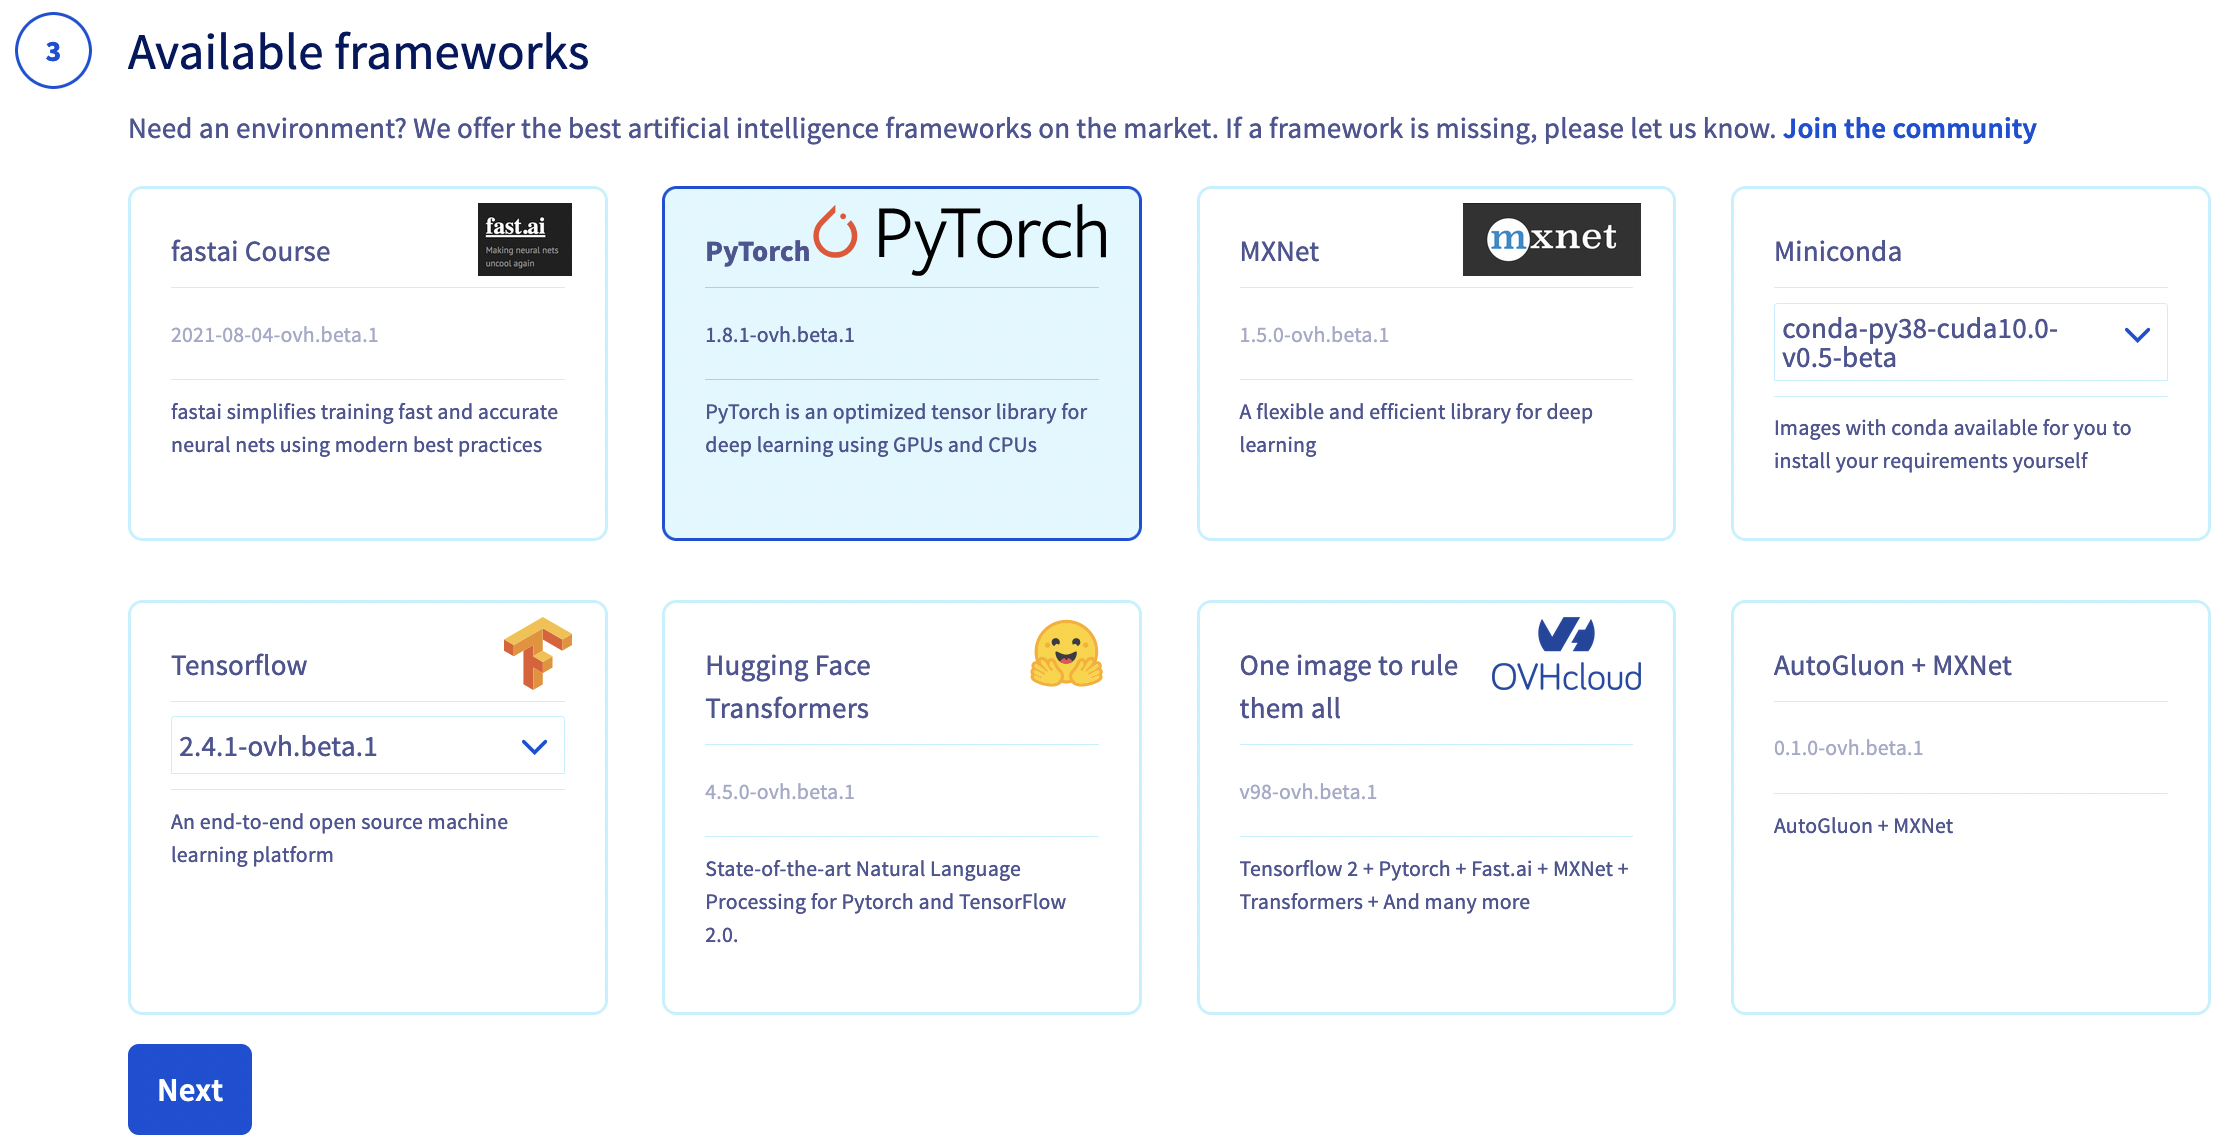 3
Available frameworks
Need an environment? We offer the best artificial intelligence frameworks on the market. If a framework is missing, please let us know. Join the community
fastai Course
fast.ai
Making neural nets
uncool again
2021-08-04-ovh.beta.1
fastai simplifies training fast and accurate
neural nets using modern best practices
PyTorch
PyTorch
1.8.1-ovh.beta.1
PyTorch is an optimized tensor library for
deep learning using GPUs and CPUs
MXNet
mxnet
1.5.0-ovh.beta.1
A flexible and efficient library for deep
learning
Miniconda
conda-py38-cuda10.0-
v0.5-beta
Images with conda available for you to
install your requirements yourself
Tensorflow
2.4.1-ovh.beta.1
An end-to-end open source machine
learning platform
Hugging Face
Transformers
4.5.0-ovh.beta.1
State-of-the-art Natural Language
Processing for Pytorch and TensorFlow
2.0.
One image to rule
them all
OVHcloud
v98-ovh.beta.1
Tensorflow 2 + Pytorch + Fast.ai + MXNet +
Transformers + And many more
AutoGluon + MXNet
0.1.0-ovh.beta.1
AutoGluon + MXNet
Next